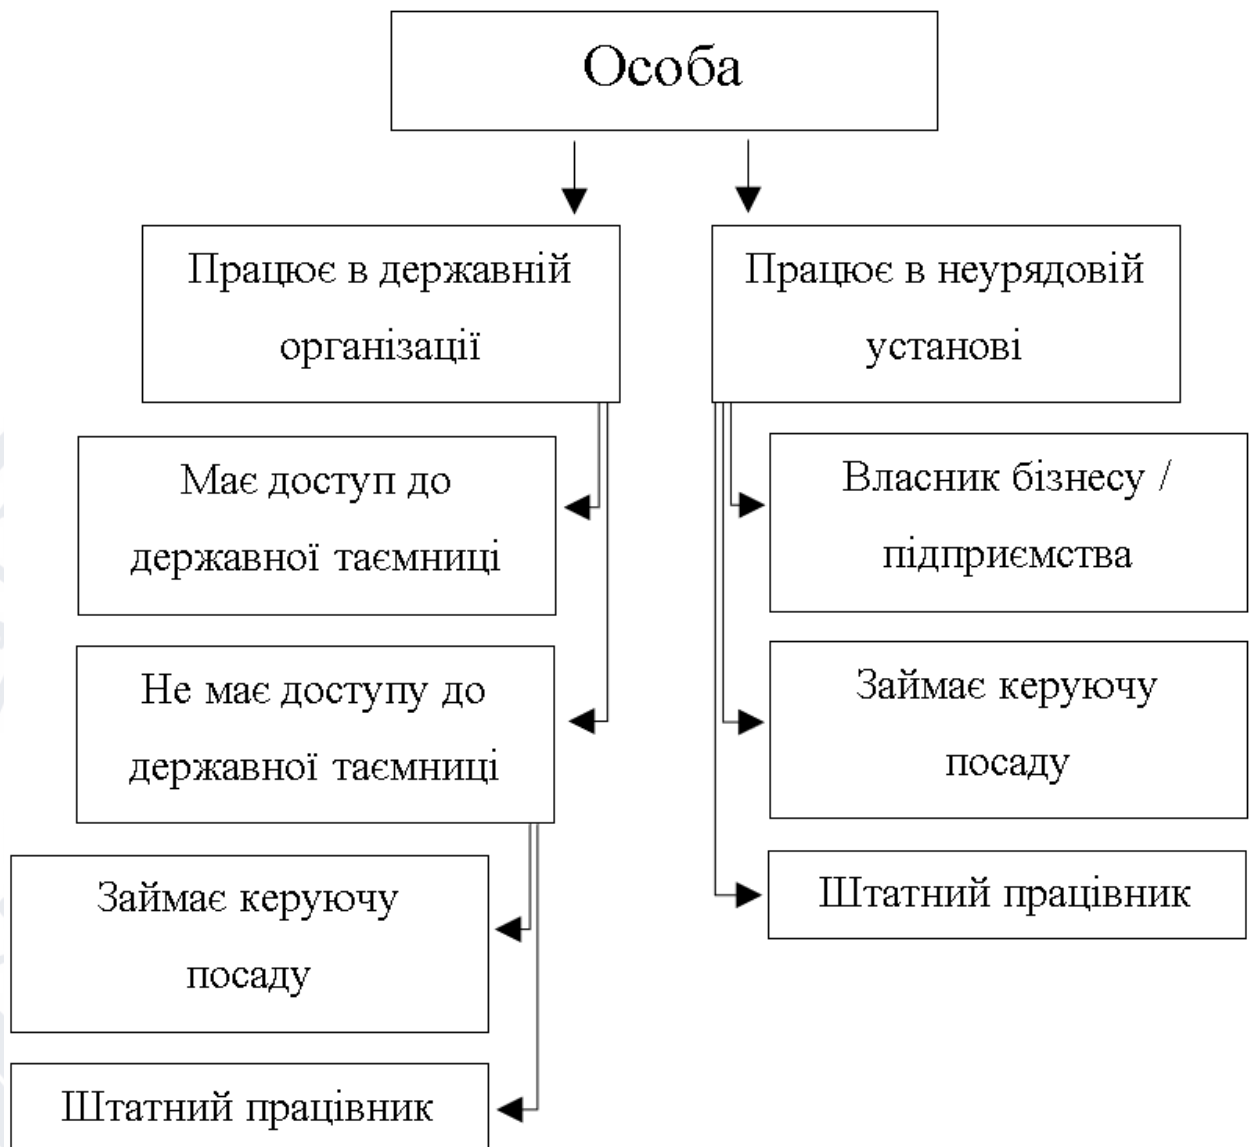 Особа
Працює в державній
організації
Має доступ до
державної таємниці
Не має доступу до
державної таємниці
Займає керуючу
посаду
Штатний працівник
Працює в неурядовій
установі
Власник бізнесу /
підприємства
Займає керуючу
посаду
Штатний працівник